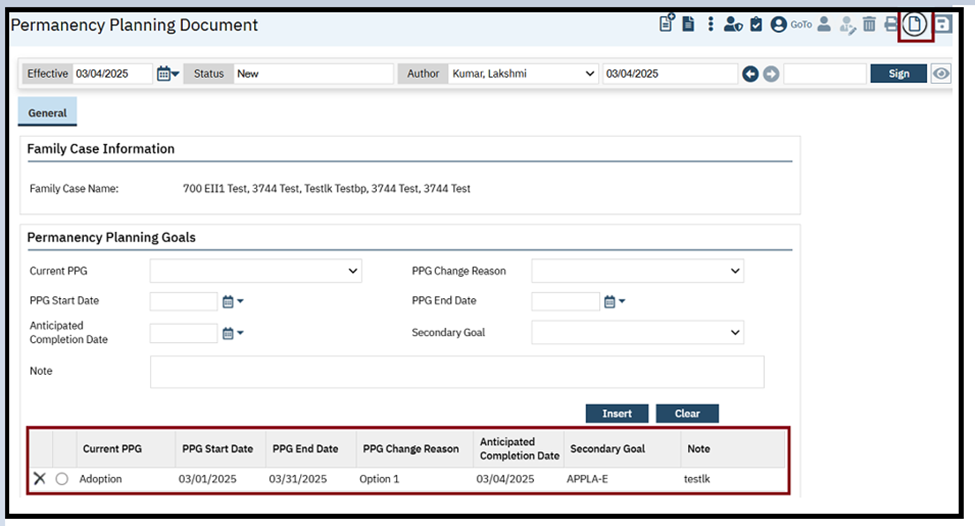 Permanency Planning Document
GoTo
Effective 03/04/2025 Status New Author Kumar, Lakshmi 03/04/2025 Sign
General
Family Case Information
Family Case Name: 700 EII1 Test, 3744 Test, Testlk Testbp, 3744 Test, 3744 Test
Permanency Planning Goals
Current PPG PPG Change Reason
PPG Start Date PPG End Date
Anticipated
Completion Date Secondary Goal
Note
Insert Clear
Current PPG PPG Start Date PPG End Date PPG Change Reason Anticipated Completion Date Secondary Goal Note
Adoption 03/01/2025 03/31/2025 Option 1 03/04/2025 APPLA-E testlk